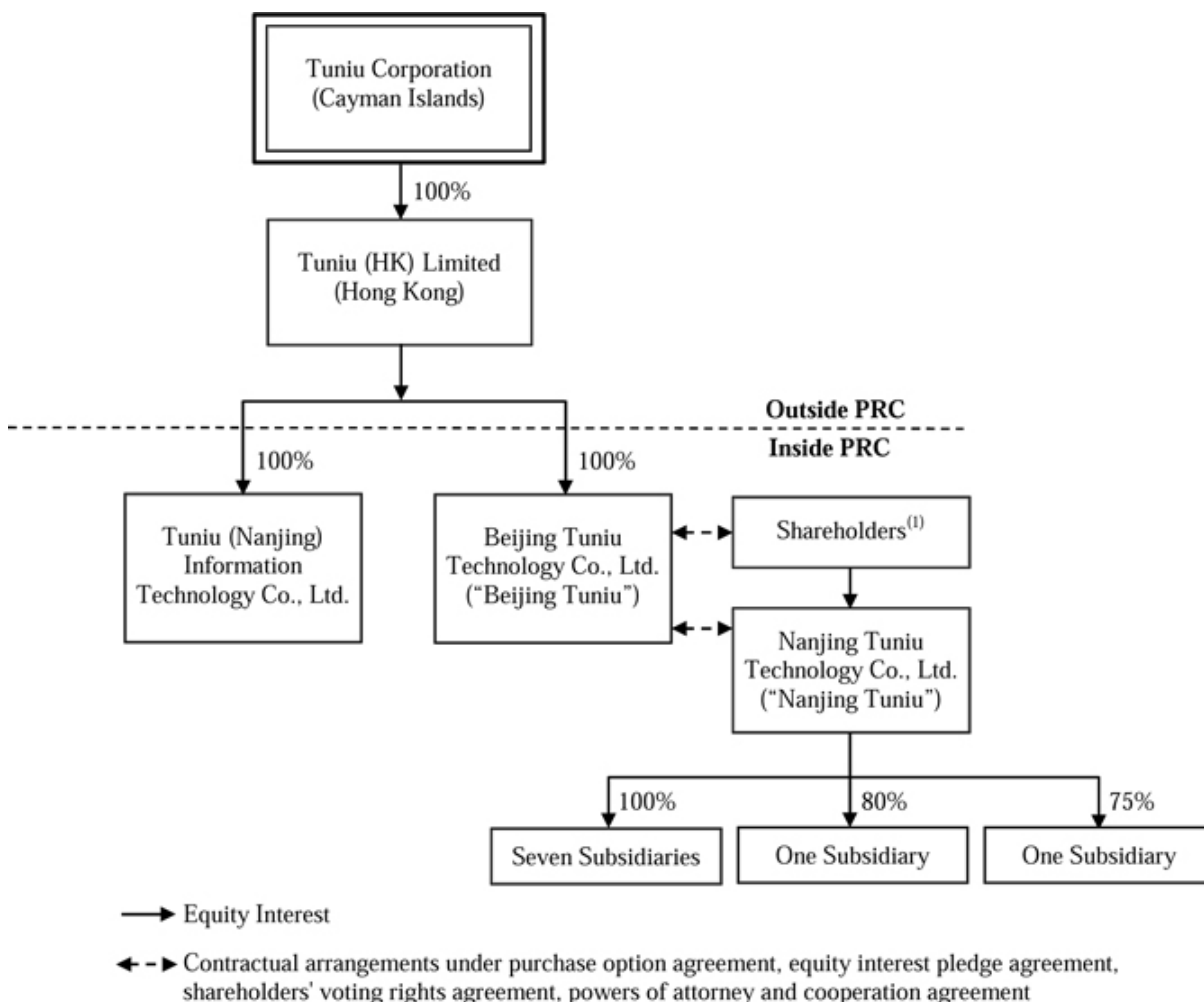 Tuniu Corporation
(Cayman Islands)
100%
Tuniu (HK) Limited
(Hong Kong)
Outside PRC
Inside PRC
100%
100%
Tuniu (Nanjing)
Information
Technology Co., Ltd.
Beijing Tuniu
Technology Co., Ltd.
(“Beijing Tuniu”)
Shareholders(1)
Nanjing Tuniu
Technology Co., Ltd.
(“Nanjing Tuniu”)
100%
80%
75%
Seven Subsidiaries
One Subsidiary
One Subsidiary
Equity Interest
Contractual arrangements under purchase option agreement, equity interest pledge agreement,
shareholders' voting rights agreement, powers of attorney and cooperation agreement